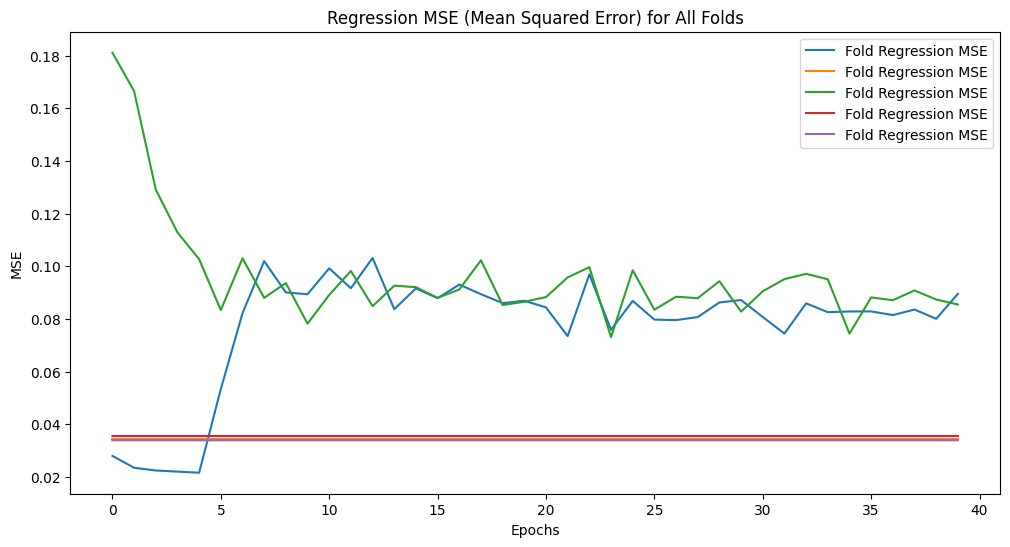 Regression MSE (Mean Squared Error) for All Folds
Fold Regression MSE
Fold Regression MSE
Fold Regression MSE
Fold Regression MSE
Fold Regression MSE
MSE
0.18
0.16
0.14
0.12
0.10
0.08
0.06
0.04
0.02
0 5 10 15 20 25 30 35 40
Epochs